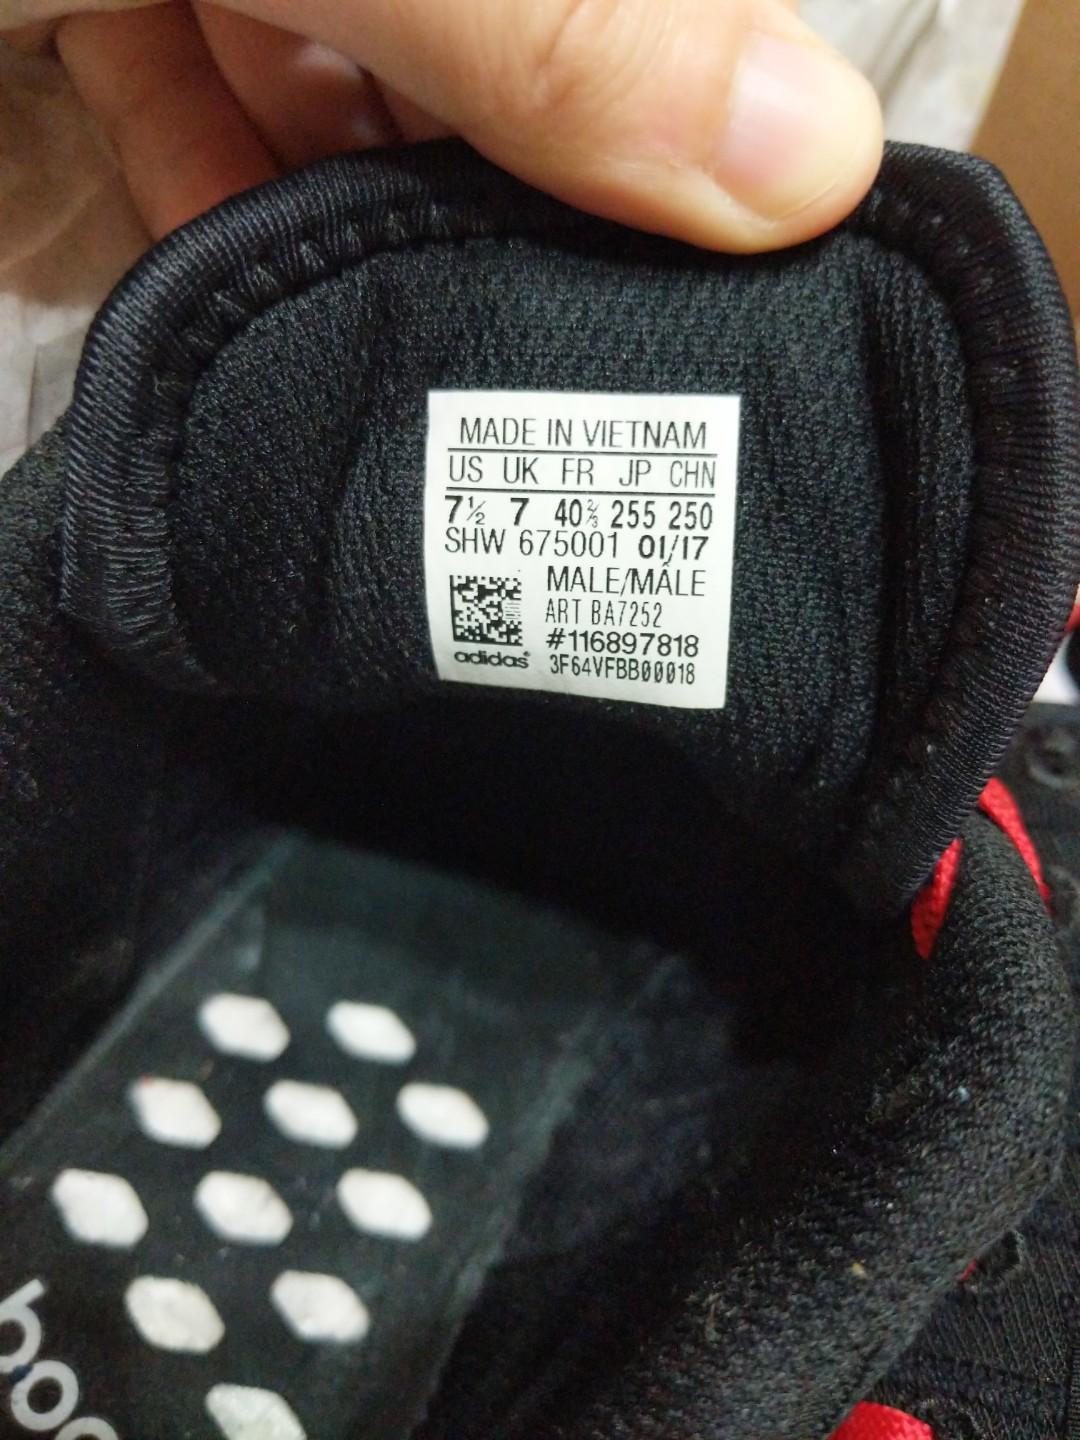 MADE IN VIETNAM
US UK FR JP CHN
7½ 7 40⅔ 255 250
SHW 675001 01/17
MALE/MÂLE
ART BA7252
#116897818
adidas® 3F64VFBB00018
boo